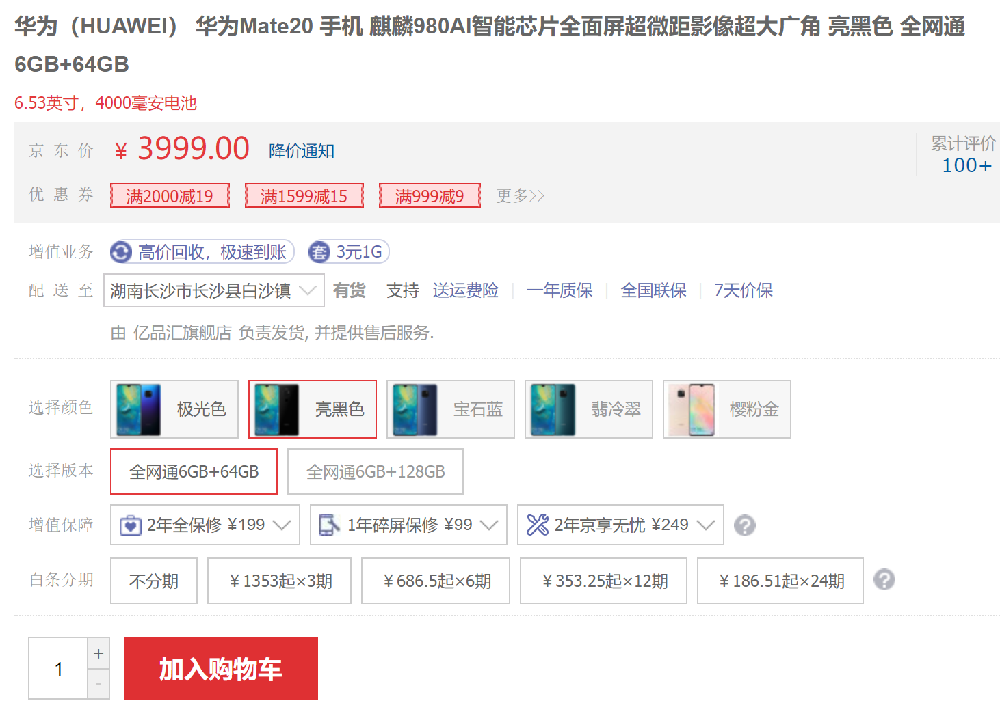 华为（HUAWEI） 华为Mate20 手机 麒麟980AI智能芯片全面屏超微距影像超大广角 亮黑色 全网通
6GB+64GB
6.53英寸，4000毫安电池
京东价 ￥3999.00 降价通知 累计评价
100+
优惠券 满2000减19 满1599减15 满999减9 更多>>
增值业务 高价回收，极速到账 套 3元1G
配送至 湖南长沙市长沙县白沙镇 有货 支持 送运费险 一年质保 全国联保 7天价保
由 亿品汇旗舰店 负责发货, 并提供售后服务.
选择颜色 极光色 亮黑色 宝石蓝 翡冷翠 樱粉金
选择版本 全网通6GB+64GB 全网通6GB+128GB
增值保障 2年全保修 ¥199 1年碎屏保修 ¥99 2年京享无忧 ¥249 ?
白条分期 不分期 ￥1353起×3期 ￥686.5起×6期 ￥353.25起×12期 ￥186.51起×24期 ?
1 + - 加入购物车